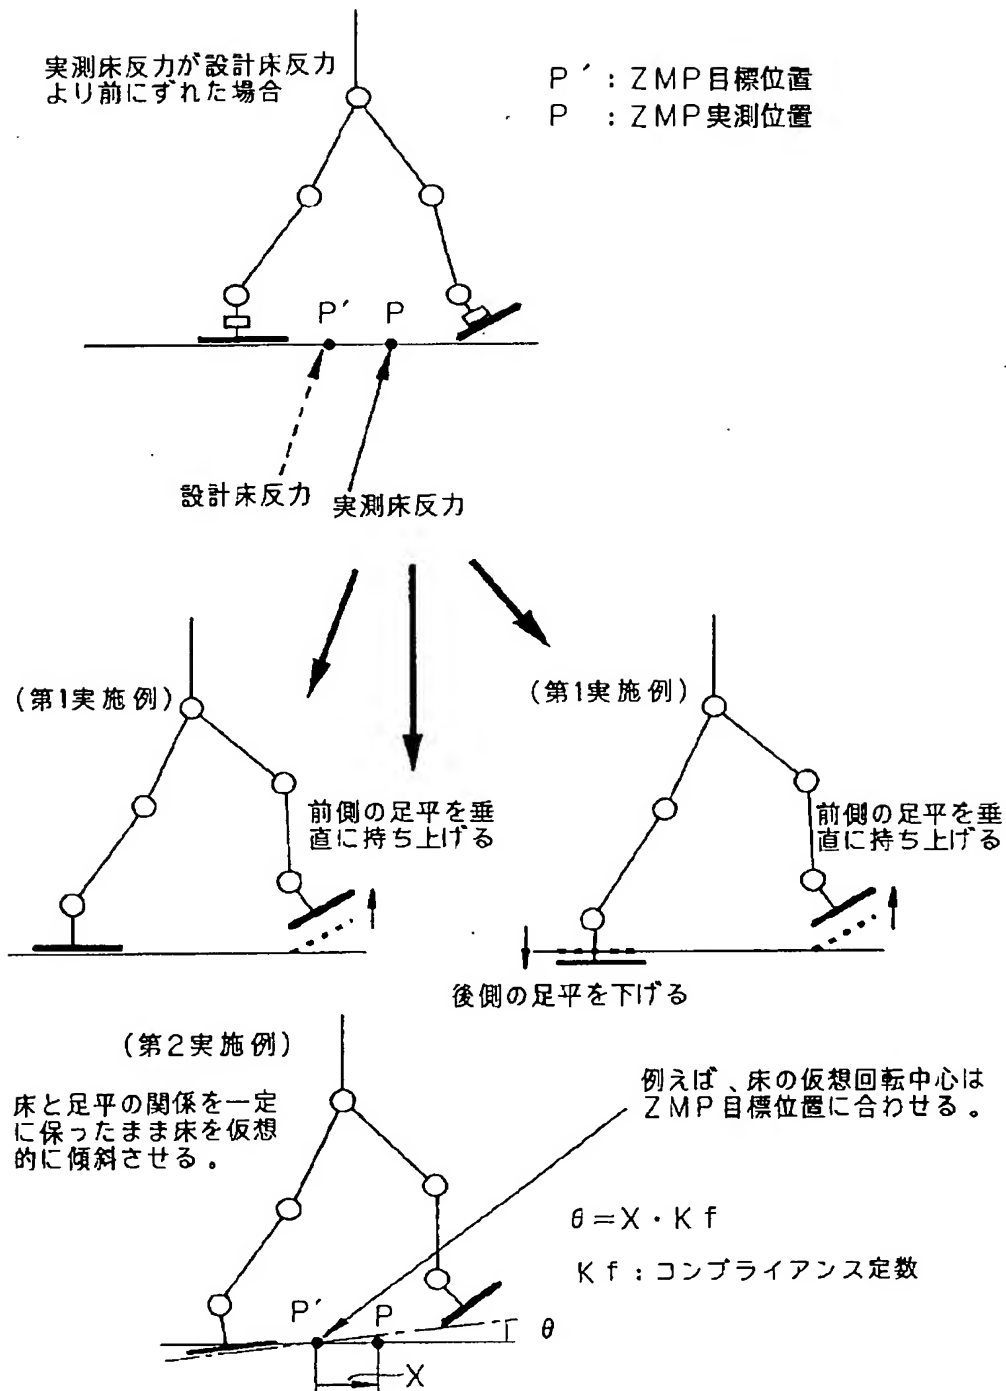 実測床反力が設計床反力
より前にずれた場合
P′：ZMP目標位置
P ：ZMP実測位置
P′ P
設計床反力 実測床反力
(第1実施例)
(第1実施例)
前側の足平を垂
直に持ち上げる
前側の足平を垂
直に持ち上げる
後側の足平を下げる
(第2実施例)
床と足平の関係を一定
に保ったまま床を仮想
的に傾斜させる。
例えば、床の仮想回転中心は
ZMP目標位置に合わせる。
θ=X・Kf
Kf：コンプライアンス定数
P′ P
θ
X